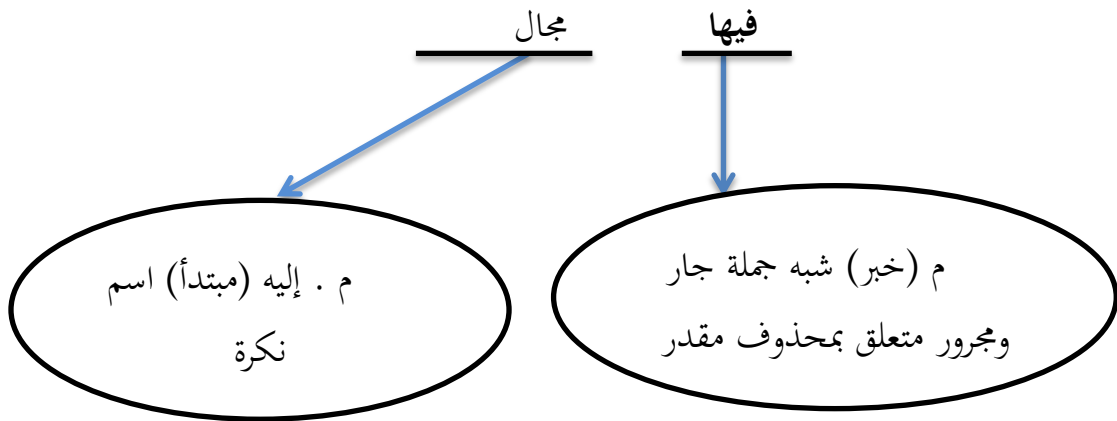 فيها
مجال
م (خبر) شبه جملة جار
ومجرور متعلق بمحذوف مقدر
م . إليه (مبتدأ) اسم
نكرة